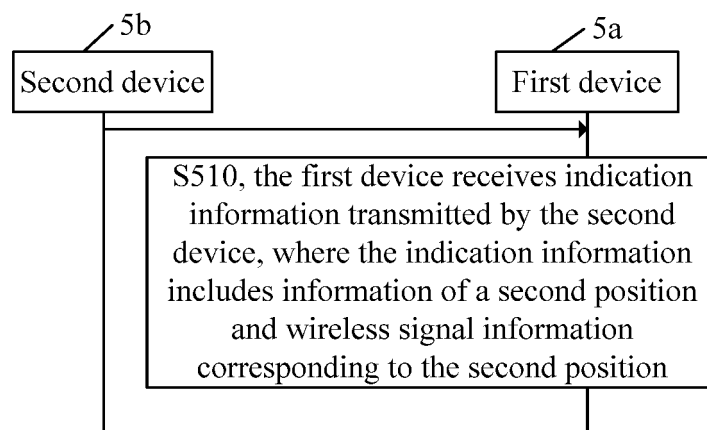 5b
5a
Second device
First device
S510, the first device receives indication
information transmitted by the second
device, where the indication information
includes information of a second position
and wireless signal information
corresponding to the second position